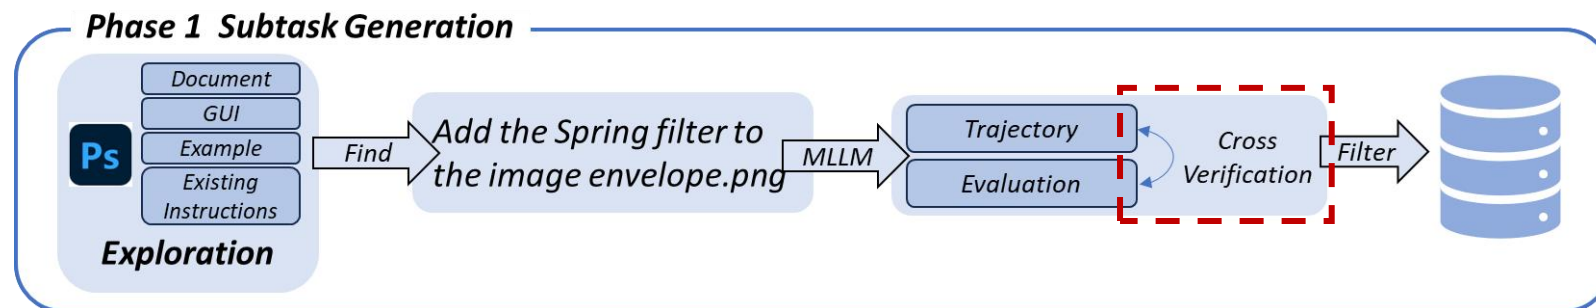 Phase 1 Subtask Generation
Ps
Document
GUI
Example
Existing
Instructions
Exploration
Find
Add the Spring filter to
the image envelope.png
MLLM
Trajectory
Evaluation
Cross
Verification
Filter